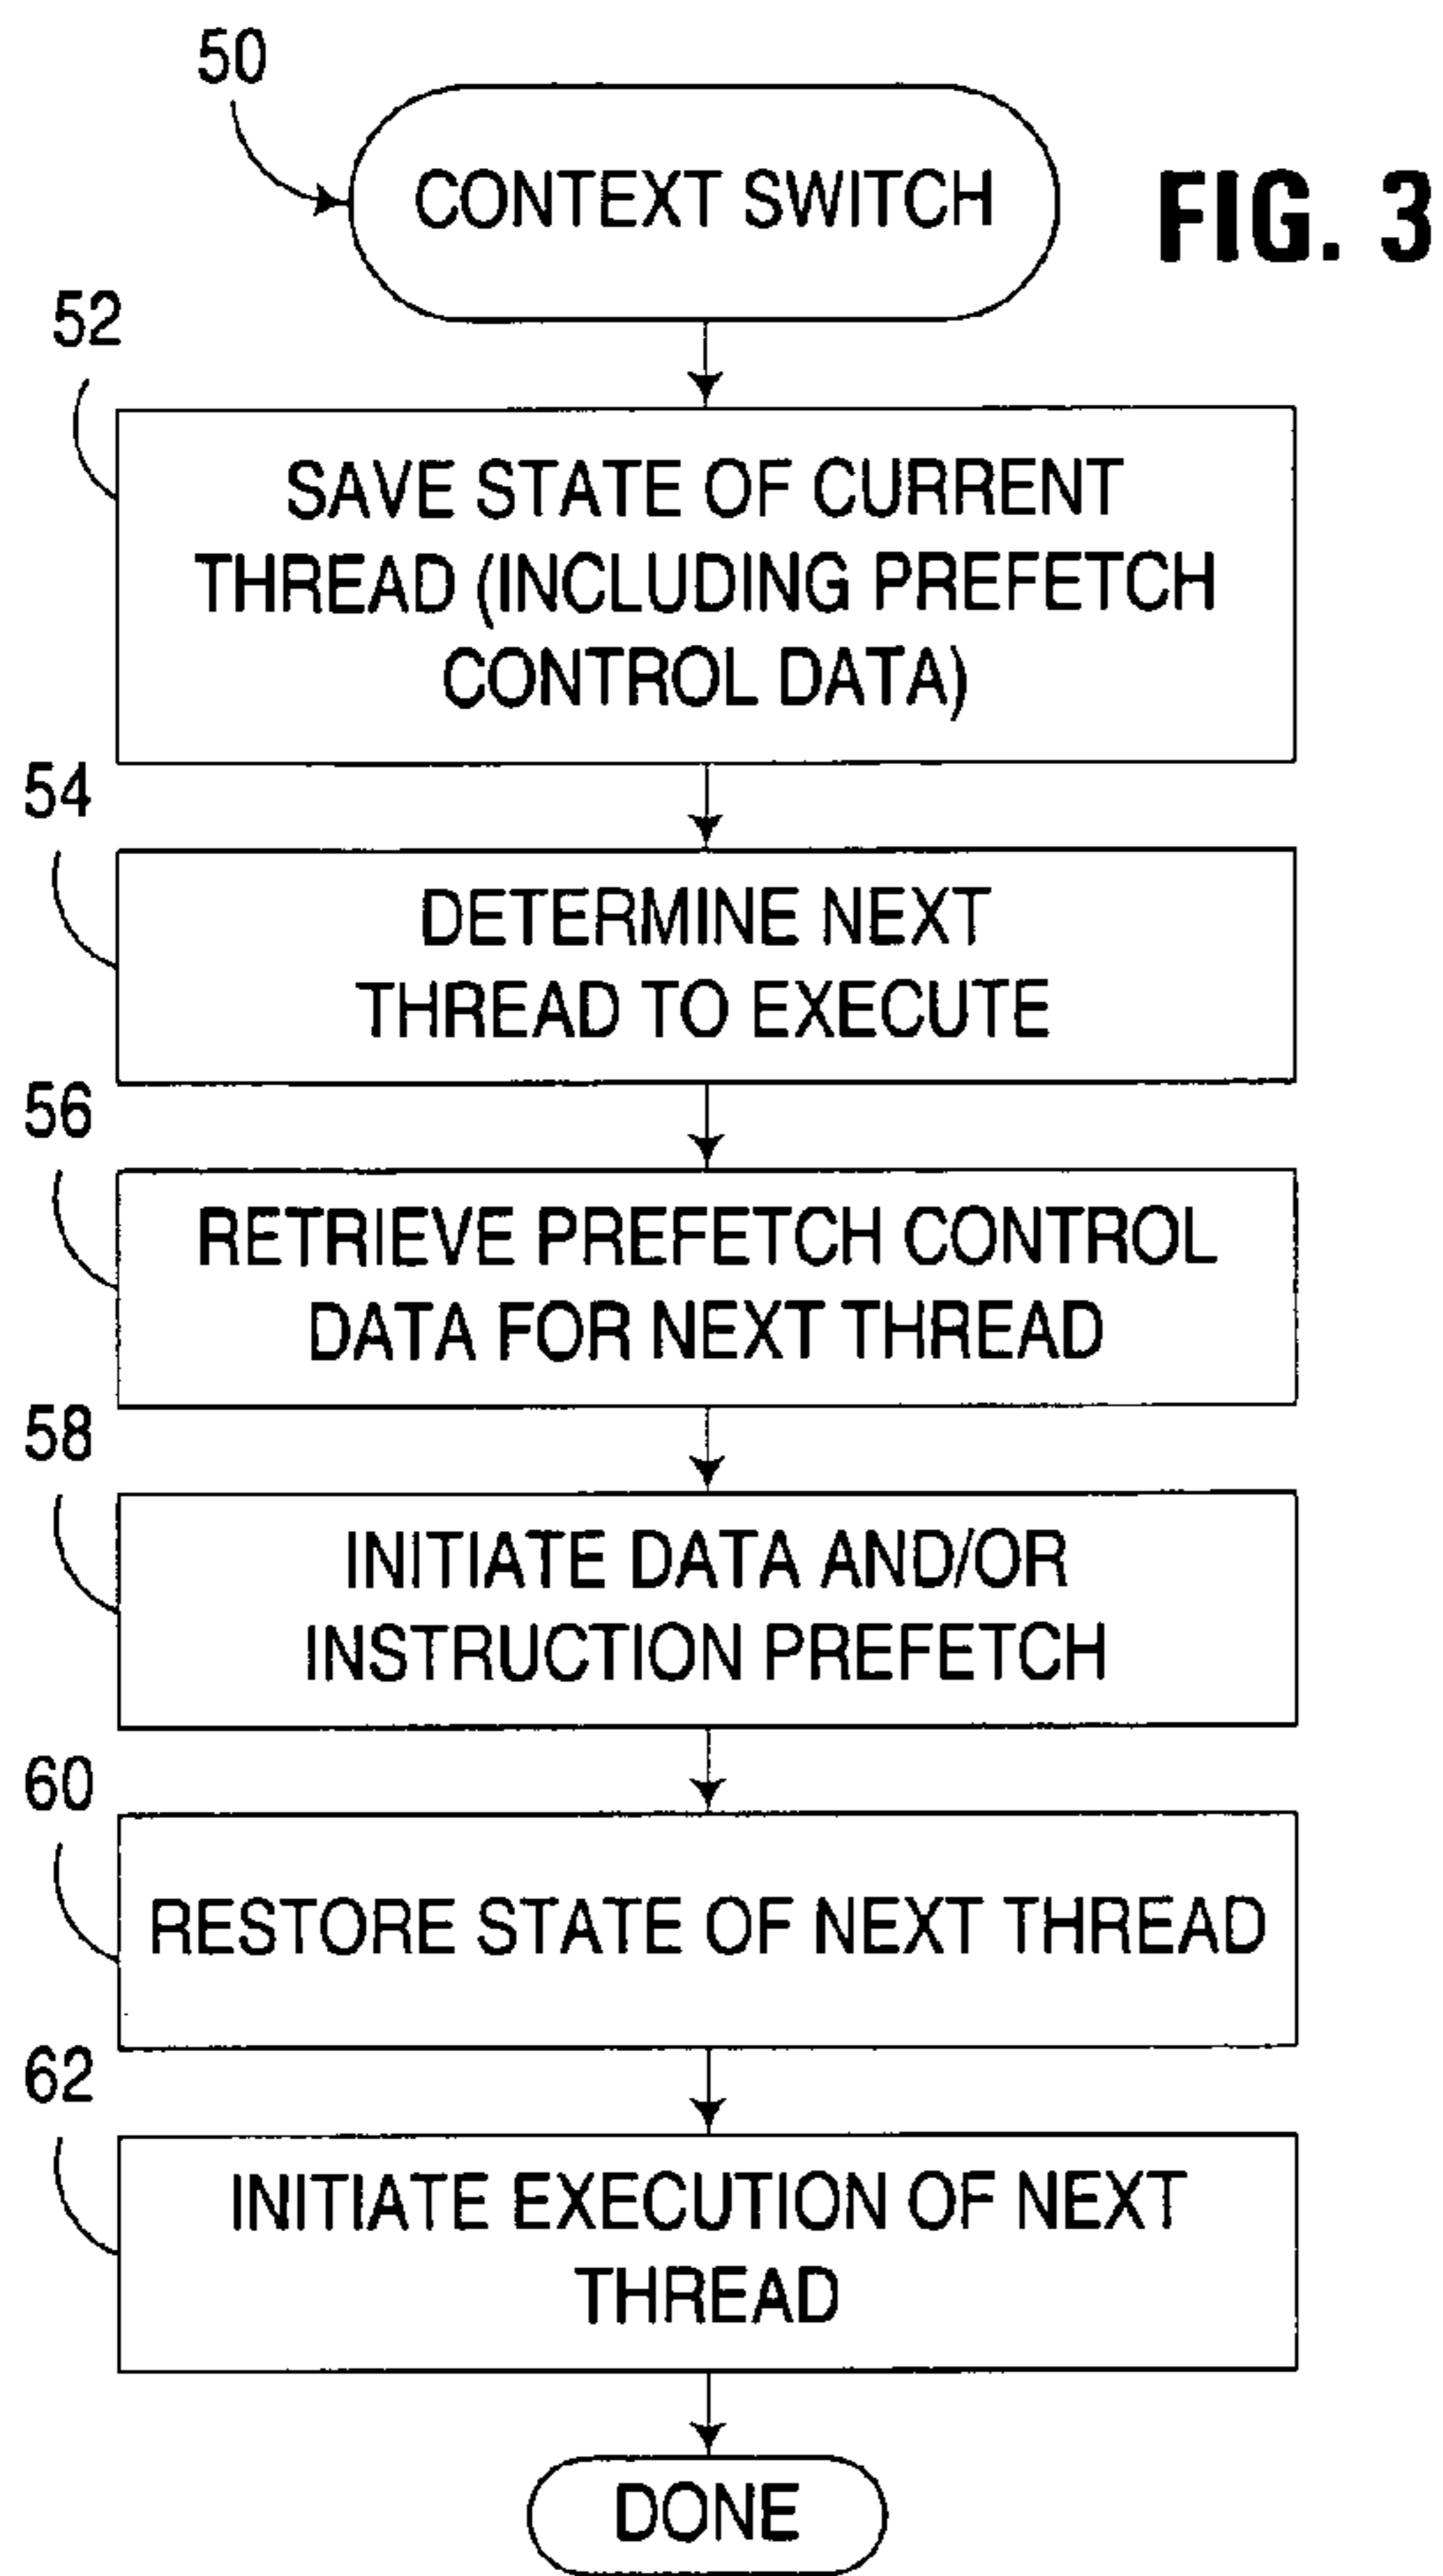 50
CONTEXT SWITCH
FIG. 3
52
SAVE STATE OF CURRENT
THREAD (INCLUDING PREFETCH
CONTROL DATA)
54
DETERMINE NEXT
THREAD TO EXECUTE
56
RETRIEVE PREFETCH CONTROL
DATA FOR NEXT THREAD
58
INITIATE DATA AND/OR
INSTRUCTION PREFETCH
60
RESTORE STATE OF NEXT THREAD
62
INITIATE EXECUTION OF NEXT
THREAD
DONE